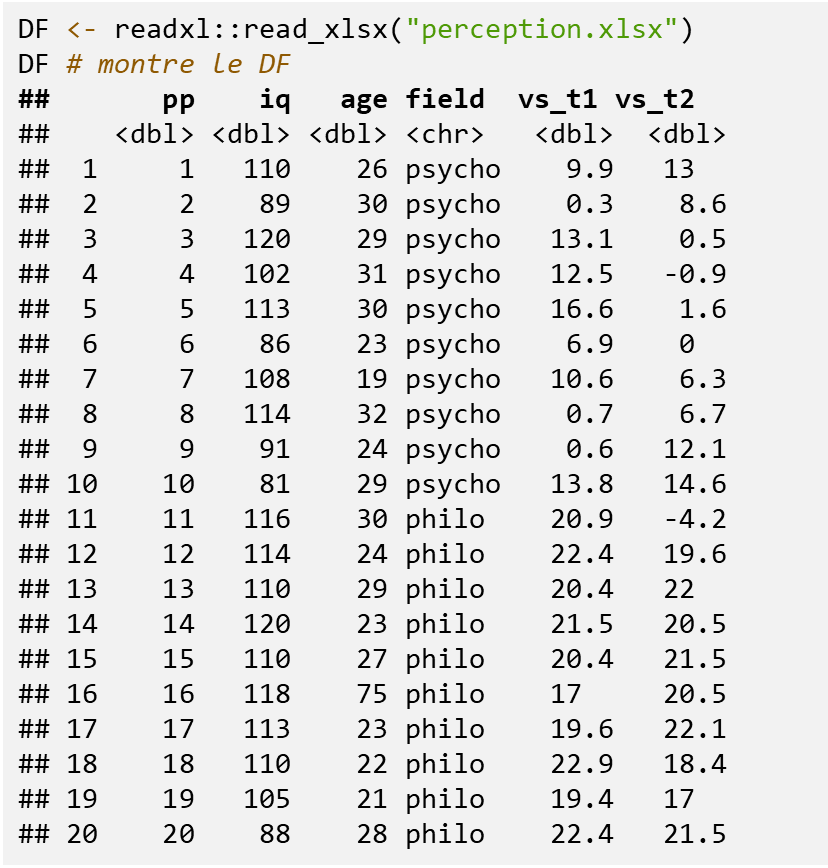 DF <- readxl::read_xlsx("perception.xlsx")
DF # montre le DF
##       pp    iq   age field  vs_t1 vs_t2
##    <dbl> <dbl> <dbl> <chr>  <dbl> <dbl>
##  1     1   110    26 psycho   9.9  13
##  2     2    89    30 psycho   0.3   8.6
##  3     3   120    29 psycho  13.1   0.5
##  4     4   102    31 psycho  12.5  -0.9
##  5     5   113    30 psycho  16.6   1.6
##  6     6    86    23 psycho   6.9   0
##  7     7   108    19 psycho  10.6   6.3
##  8     8   114    32 psycho   0.7   6.7
##  9     9    91    24 psycho   0.6  12.1
## 10    10    81    29 psycho  13.8  14.6
## 11    11   116    30 philo   20.9  -4.2
## 12    12   114    24 philo   22.4  19.6
## 13    13   110    29 philo   20.4  22
## 14    14   120    23 philo   21.5  20.5
## 15    15   110    27 philo   20.4  21.5
## 16    16   118    75 philo   17    20.5
## 17    17   113    23 philo   19.6  22.1
## 18    18   110    22 philo   22.9  18.4
## 19    19   105    21 philo   19.4  17
## 20    20    88    28 philo   22.4  21.5